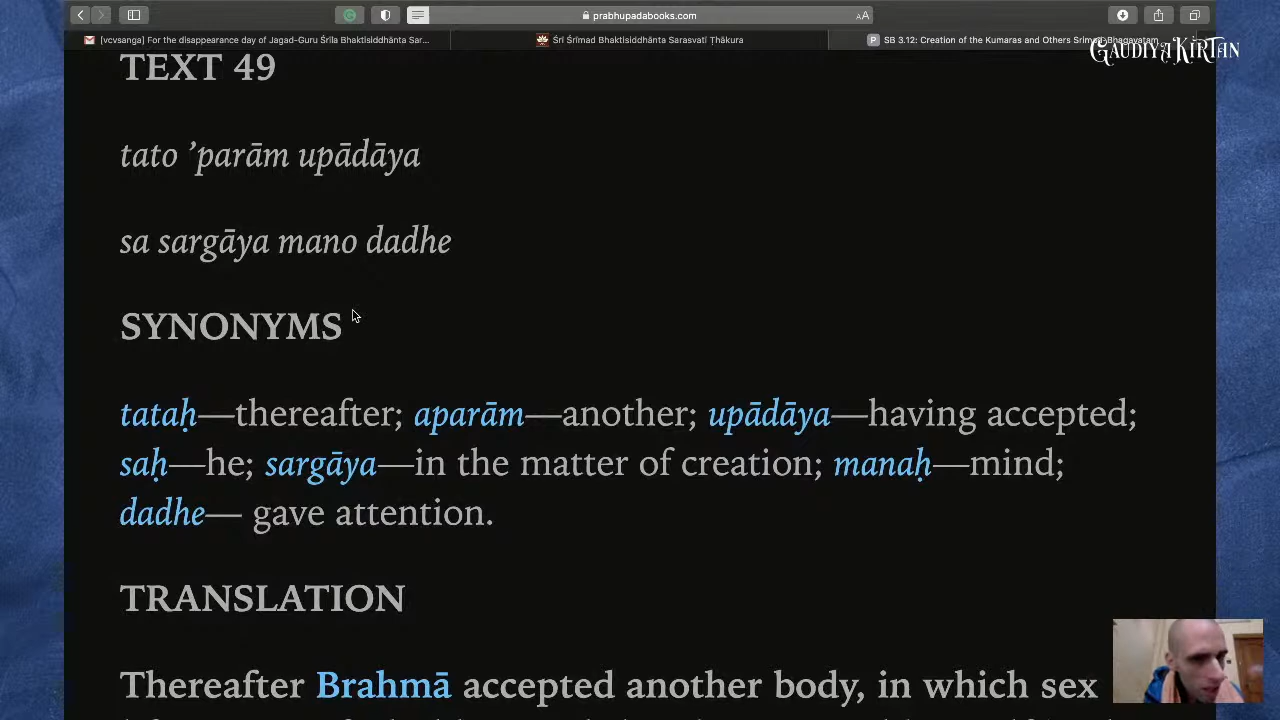 prabhupadabooks.com
AA
[vcvsanga] For the disappearance day of Jagad-Guru Śrīla Bhaktisiddhānta Sar...
Śrī Śrīmad Bhaktisiddhānta Sarasvatī Ṭhākura
P SB 3.12: Creation of the Kumaras and Others Srimad-Bhagavatam
GAUDIYA KIRTAN
TEXT 49
tato ’parām upādāya
sa sargāya mano dadhe
SYNONYMS
tataḥ—thereafter; aparām—another; upādāya—having accepted;
saḥ—he; sargāya—in the matter of creation; manaḥ—mind;
dadhe— gave attention.
TRANSLATION
Thereafter Brahmā accepted another body, in which sex